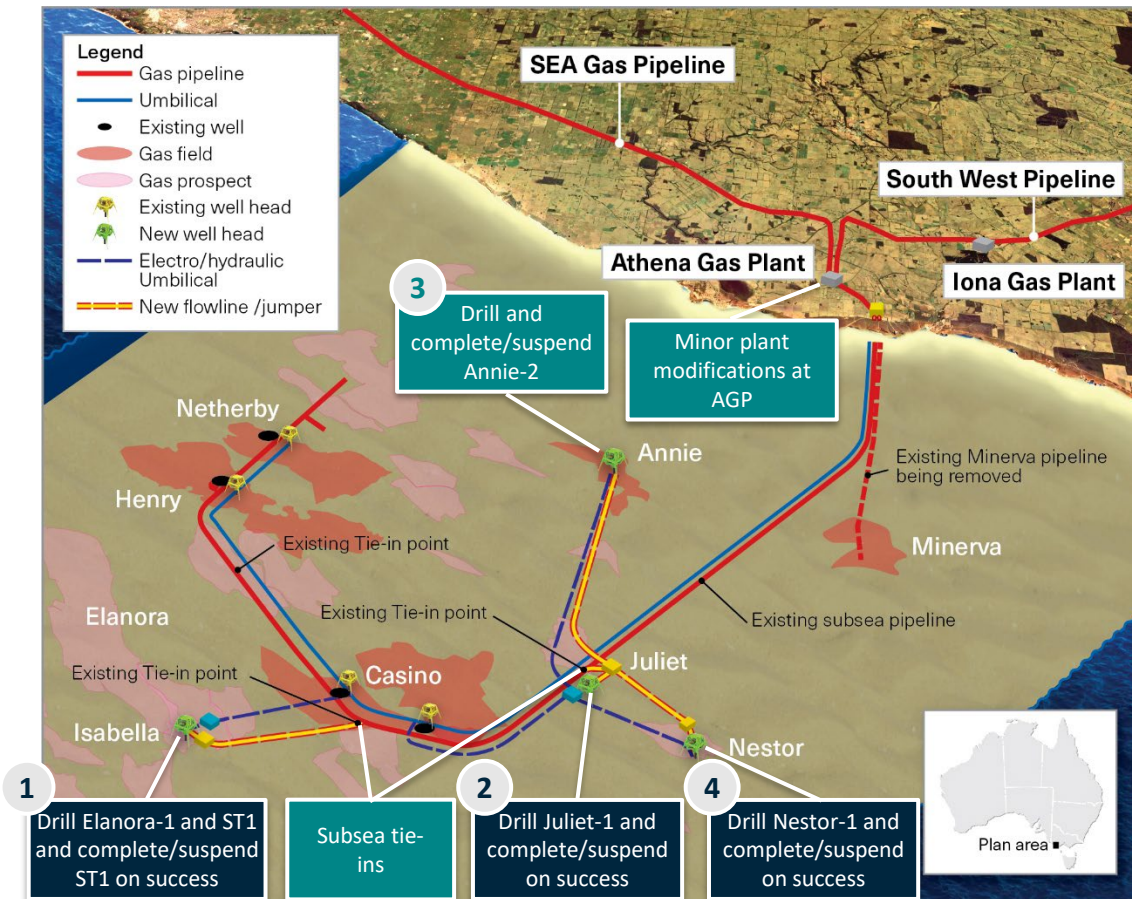 Legend
Gas pipeline
Umbilical
Existing well
Gas field
Gas prospect
Existing well head
New well head
Electro/hydraulic
Umbilical
New flowline /jumper
SEA Gas Pipeline
South West Pipeline
Athena Gas Plant
Iona Gas Plant
3
Drill and
complete/suspend
Annie-2
Minor plant
modifications at
AGP
Netherby
Annie
Existing Minerva pipeline
being removed
Henry
Existing Tie-in point
Minerva
Elanora
Existing Tie-in point
Existing subsea pipeline
Juliet
Existing Tie-in point
Casino
Isabella
Nestor
1
Drill Elanora-1 and ST1
and complete/suspend
ST1 on success
Subsea tie-
ins
2
Drill Juliet-1 and
complete/suspend
on success
4
Drill Nestor-1 and
complete/suspend
on success
Plan area